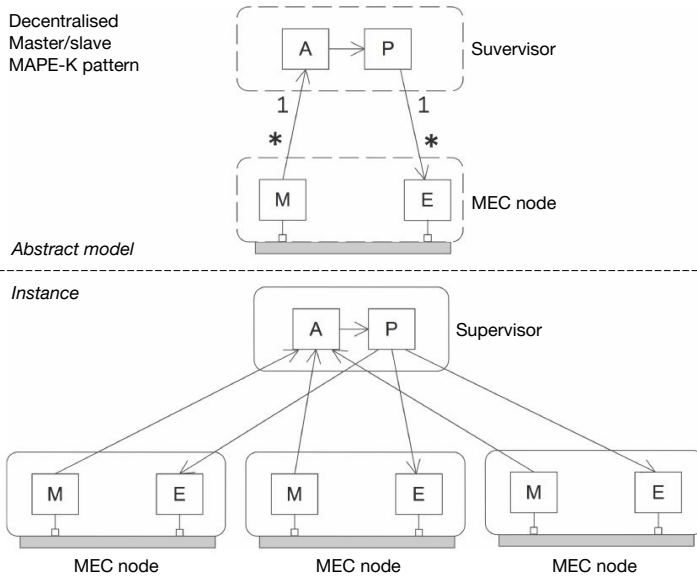 Decentralised
Master/slave
MAPE-K pattern
A
P
Suvervisor
1
1
*
*
M
E
MEC node
Abstract model
Instance
A
P
Supervisor
M
E
M
E
M
E
MEC node
MEC node
MEC node